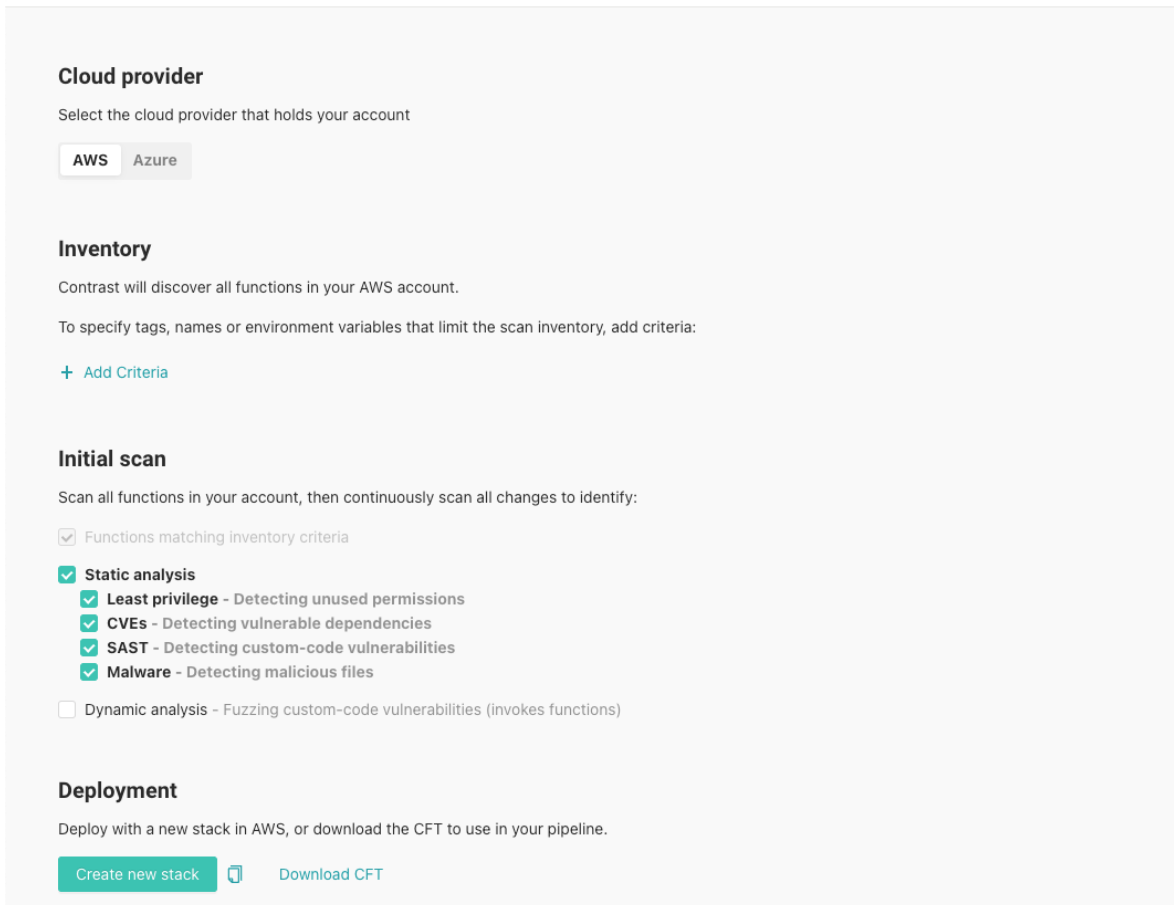 Cloud provider
Select the cloud provider that holds your account
AWS Azure
Inventory
Contrast will discover all functions in your AWS account.
To specify tags, names or environment variables that limit the scan inventory, add criteria:
+ Add Criteria
Initial scan
Scan all functions in your account, then continuously scan all changes to identify:
Functions matching inventory criteria
Static analysis
Least privilege - Detecting unused permissions
CVEs - Detecting vulnerable dependencies
SAST - Detecting custom-code vulnerabilities
Malware - Detecting malicious files
Dynamic analysis - Fuzzing custom-code vulnerabilities (invokes functions)
Deployment
Deploy with a new stack in AWS, or download the CFT to use in your pipeline.
Create new stack Download CFT